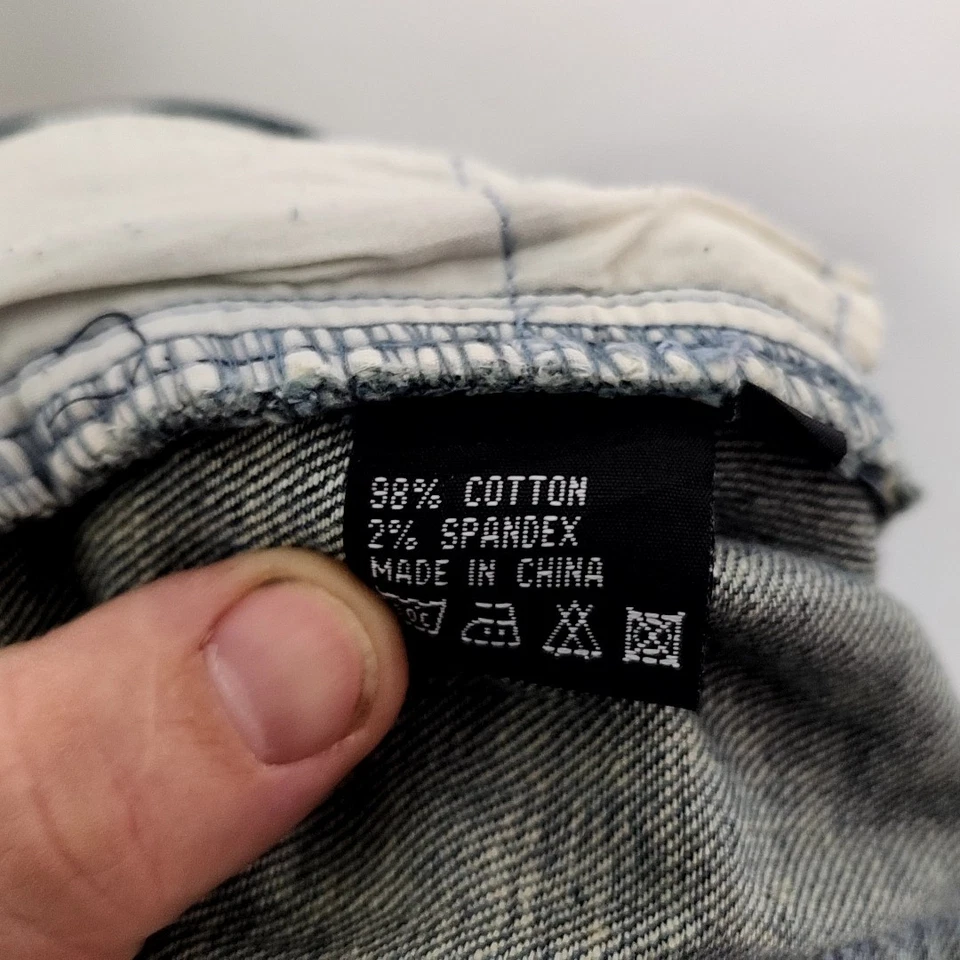 98% COTTON
2% SPANDEX
MADE IN CHINA